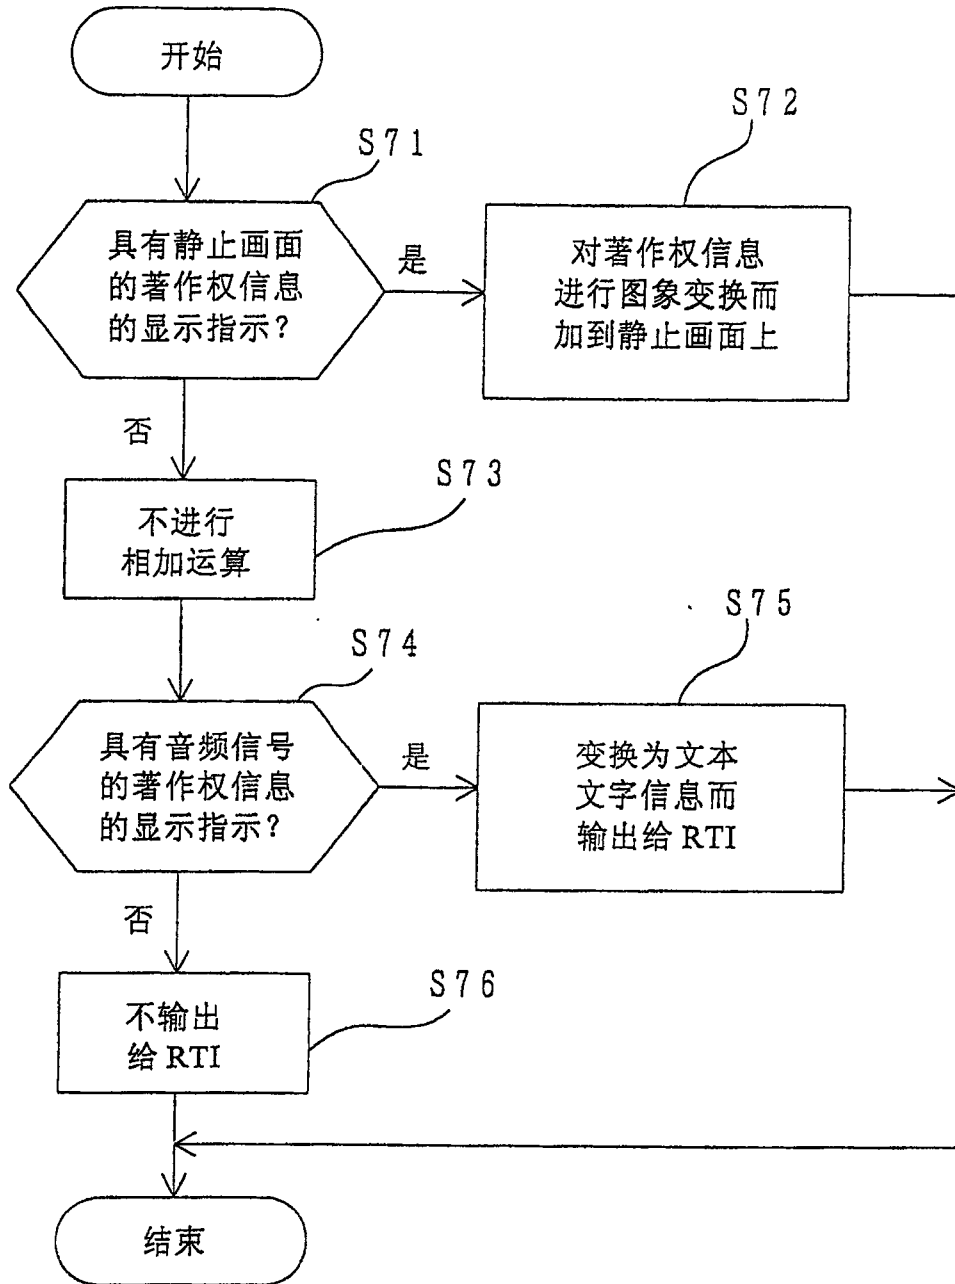 开始
S71
具有静止画面
的著作权信息
的显示指示?
是
S72
对著作权信息
进行图象变换而
加到静止画面上
否
S73
不进行
相加运算
S74
具有音频信号
的著作权信息
的显示指示?
是
S75
变换为文本
文字信息而
输出给 RTI
否
S76
不输出
给 RTI
结束